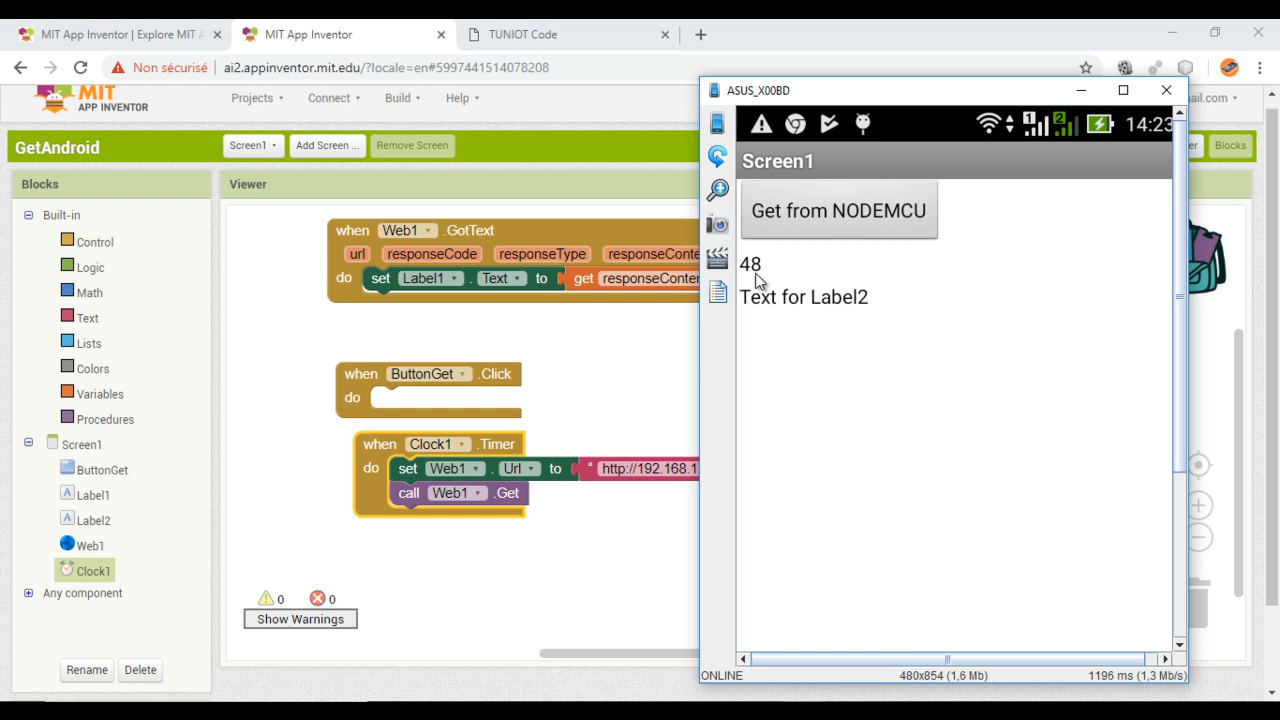 MIT App Inventor | Explore MIT A
MIT App Inventor
TUNIOT Code
Non sécurisé
ai2.appinventor.mit.edu/?locale=en#5997441514078208
MIT
APP INVENTOR
Projects
Connect
Build
Help
ail.com
GetAndroid
Screen1
Add Screen ...
Remove Screen
er
Blocks
Blocks
Viewer
Built-in
Control
Logic
Math
Text
Lists
Colors
Variables
Procedures
Screen1
ButtonGet
Label1
Label2
Web1
Clock1
Any component
Rename
Delete
when Web1 .GotText
url responseCode responseType responseConte
do set Label1 . Text to get responseConter
when ButtonGet .Click
do
when Clock1 .Timer
do set Web1 . Url to “ http://192.168.1
call Web1 .Get
0 0
Show Warnings
ASUS_X00BD
1 2 14:23
Screen1
Get from NODEMCU
48
Text for Label2
ONLINE 480x854 (1,6 Mb) 1196 ms (1,3 Mb/s)